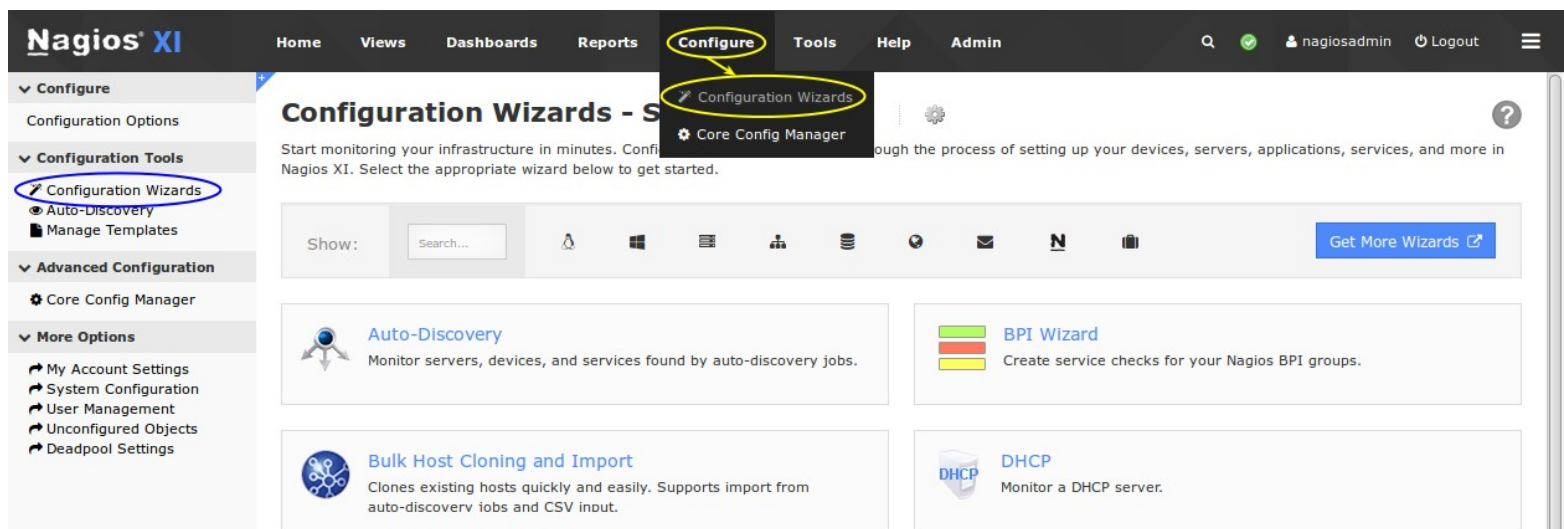 Nagios® XI
Home Views Dashboards Reports Configure Tools Help Admin nagiosadmin Logout
Configuration Wizards
Core Config Manager
Configure
Configuration Options
Configuration Tools
Configuration Wizards
Auto-Discovery
Manage Templates
Advanced Configuration
Core Config Manager
More Options
My Account Settings
System Configuration
User Management
Unconfigured Objects
Deadpool Settings
Configuration Wizards - S
Start monitoring your infrastructure in minutes. Confi ough the process of setting up your devices, servers, applications, services, and more in
Nagios XI. Select the appropriate wizard below to get started.
Show: Search... N Get More Wizards
Auto-Discovery
Monitor servers, devices, and services found by auto-discovery jobs.
BPI Wizard
Create service checks for your Nagios BPI groups.
Bulk Host Cloning and Import
Clones existing hosts quickly and easily. Supports import from
auto-discovery jobs and CSV input.
DHCP
DHCP
Monitor a DHCP server.